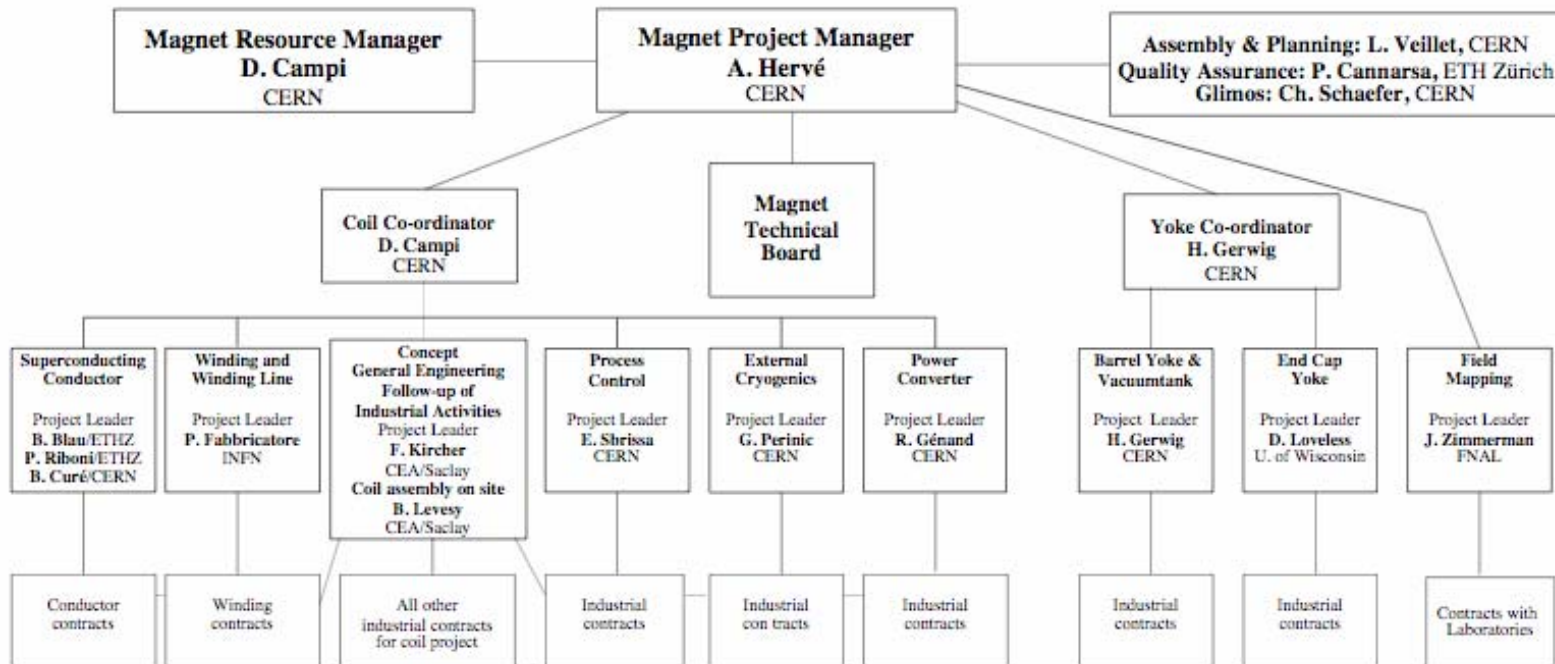 Magnet Resource Manager
D. Campi
CERN
Magnet Project Manager
A. Hervé
CERN
Assembly & Planning: L. Veillet, CERN
Quality Assurance: P. Cannarsa, ETH Zürich
Glimos: Ch. Schaefer, CERN
Coil Co-ordinator
D. Campi
CERN
Magnet
Technical
Board
Yoke Co-ordinator
H. Gerwig
CERN
Superconducting
Conductor
Project Leader
B. Blau/ETHZ
P. Riboni/ETHZ
B. Curé/CERN
Winding and
Winding Line
Project Leader
P. Fabbricatore
INFN
Concept
General Engineering
Follow-up of
Industrial Activities
Project Leader
F. Kircher
CEA/Saclay
Coil assembly on site
B. Levesy
CEA/Saclay
Process
Control
Project Leader
E. Sbrissa
CERN
External
Cryogenics
Project Leader
G. Perinic
CERN
Power
Converter
Project Leader
R. Génand
CERN
Barrel Yoke &
Vacuumtank
Project Leader
H. Gerwig
CERN
End Cap
Yoke
Project Leader
D. Loveless
U. of Wisconsin
Field
Mapping
Project Leader
J. Zimmerman
FNAL
Conductor
contracts
Winding
contracts
All other
industrial contracts
for coil project
Industrial
contracts
Industrial
con tracts
Industrial
contracts
Industrial
contracts
Industrial
contracts
Contracts with
Laboratories